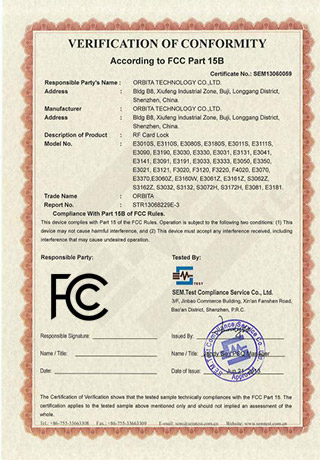 VERIFICATION OF CONFORMITY
According to FCC Part 15B
Certificate No.: SEM13060059
Responsible Party's Name : ORBITA TECHNOLOGY CO.,LTD.
Address : Bldg B8, Xiufeng Industrial Zone, Buji, Longgang District,
Shenzhen, China.
Manufacturer : ORBITA TECHNOLOGY CO.,LTD.
Address : Bldg B8, Xiufeng Industrial Zone, Buji, Longgang District,
Shenzhen, China.
Description of Product : RF Card Lock
Model No. : E3010S, E3110S, E3080S, E3180S, E3011S, E3111S,
E3090, E3190, E3030, E3330, E3031, E3131, E3041,
E3141, E3091, E3191, E3033, E3333, E3050, E3350,
E3021, E3121, F3020, F3120, F3220, F4020, E3070,
E3370,E3060Z, E3160W, E3061Z, E3161Z, S3062Z,
S3162Z, S3032, S3132, S3072H, S3172H, E3081, E3181.
Trade Name : ORBITA
Report No. : STR13068229E-3
Compliance With Part 15B of FCC Rules.
This device complies with Part 15 of the FCC Rules. Operation is subject to the following two conditions: (1) This
device may not cause harmful interference, and (2) This device must accept any interference received, including
interference that may cause undesired operation.
Responsible Party:
Tested By:
FC
SEM
TEST
SEM.Test Compliance Service Co., Ltd.
3/F, Jinbao Commerce Building, Xin'an Fanshen Road,
Bao'an District, Shenzhen, P.R.C.
Responsible Signature:
Issued By:
Name / Title:
Name / Title:
Date:
Date of Issue: Jun 21, 2013
The Certification of Verification shows that the tested sample technically compliances with the FCC Part 15. The
certification applies to the tested sample above mentioned only and should not implied an assessment of the
whole.
Tel.: +86-755-33663308 Fax.: +86-755-33663309 E-mail: sem@semtest.com.cn Website: www.semtest.com.cn